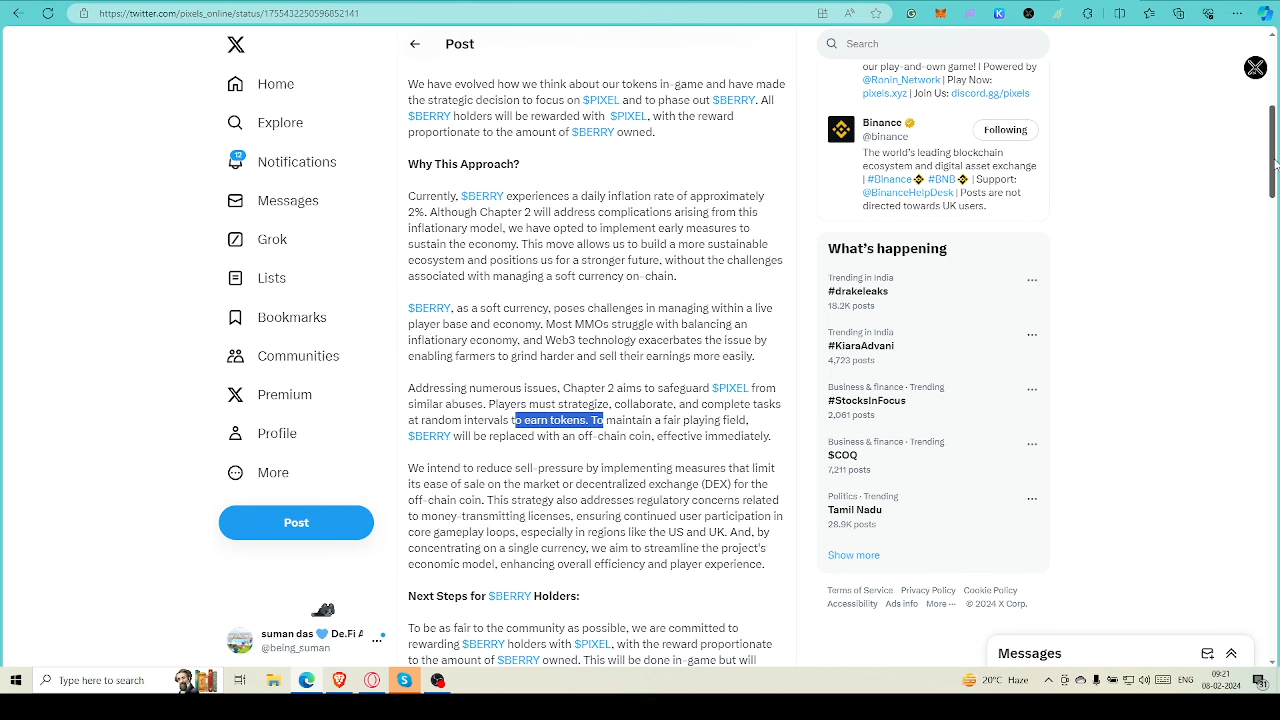 https://twitter.com/pixels_online/status/1755432250596852141
Post
Search
Home
Explore
12
Notifications
Messages
Grok
Lists
Bookmarks
Communities
Premium
Profile
More
Post
suman das De.Fi A
@being_suman
We have evolved how we think about our tokens in-game and have made
the strategic decision to focus on $PIXEL and to phase out $BERRY. All
$BERRY holders will be rewarded with $PIXEL, with the reward
proportionate to the amount of $BERRY owned.
Why This Approach?
Currently, $BERRY experiences a daily inflation rate of approximately
2%. Although Chapter 2 will address complications arising from this
inflationary model, we have opted to implement early measures to
sustain the economy. This move allows us to build a more sustainable
ecosystem and positions us for a stronger future, without the challenges
associated with managing a soft currency on-chain.
$BERRY, as a soft currency, poses challenges in managing within a live
player base and economy. Most MMOs struggle with balancing an
inflationary economy, and Web3 technology exacerbates the issue by
enabling farmers to grind harder and sell their earnings more easily.
Addressing numerous issues, Chapter 2 aims to safeguard $PIXEL from
similar abuses. Players must strategize, collaborate, and complete tasks
at random intervals to earn tokens. To maintain a fair playing field,
$BERRY will be replaced with an off-chain coin, effective immediately.
We intend to reduce sell-pressure by implementing measures that limit
its ease of sale on the market or decentralized exchange (DEX) for the
off-chain coin. This strategy also addresses regulatory concerns related
to money-transmitting licenses, ensuring continued user participation in
core gameplay loops, especially in regions like the US and UK. And, by
concentrating on a single currency, we aim to streamline the project's
economic model, enhancing overall efficiency and player experience.
Next Steps for $BERRY Holders:
To be as fair to the community as possible, we are committed to
rewarding $BERRY holders with $PIXEL, with the reward proportionate
to the amount of $BERRY owned. This will be done in-game but will
our play-and-own game! | Powered by
@Ronin_Network | Play Now:
pixels.xyz | Join Us: discord.gg/pixels
Binance
@binance
Following
The world's leading blockchain
ecosystem and digital asset exchange
| #Binance #BNB | Support:
@BinanceHelpDesk | Posts are not
directed towards UK users.
What's happening
Trending in India
#drakeleaks
18.2K posts
Trending in India
#KiaraAdvani
4,723 posts
Business & finance · Trending
#StocksInFocus
2,061 posts
Business & finance · Trending
$COQ
7,211 posts
Politics · Trending
Tamil Nadu
28.9K posts
Show more
Terms of Service Privacy Policy Cookie Policy
Accessibility Ads info More ··· © 2024 X Corp.
Messages
Type here to search
20°C Haze
ENG
09:21
08-02-2024